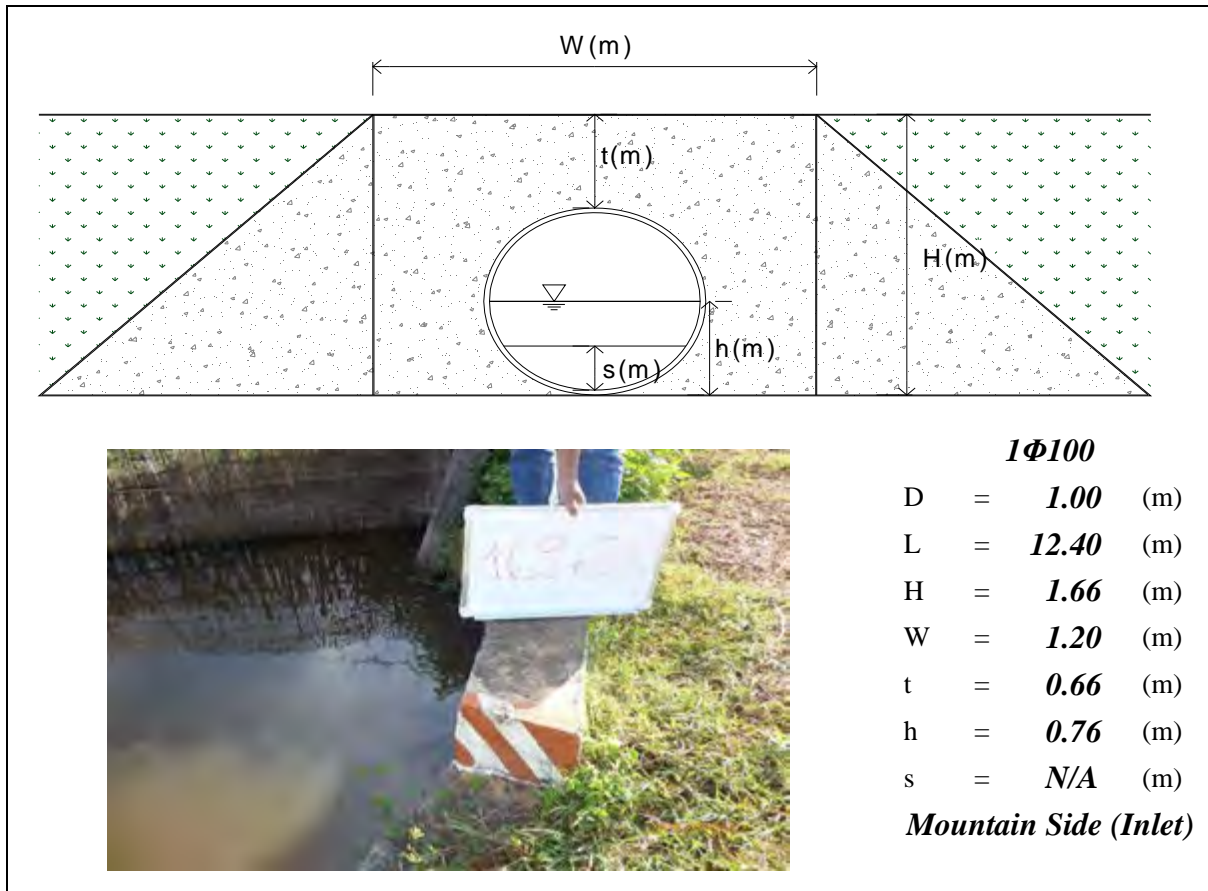 W(m)
t(m)
H(m)
h(m)
s(m)
1Φ100
D = 1.00 (m)
L = 12.40 (m)
H = 1.66 (m)
W = 1.20 (m)
t = 0.66 (m)
h = 0.76 (m)
s = N/A (m)
Mountain Side (Inlet)